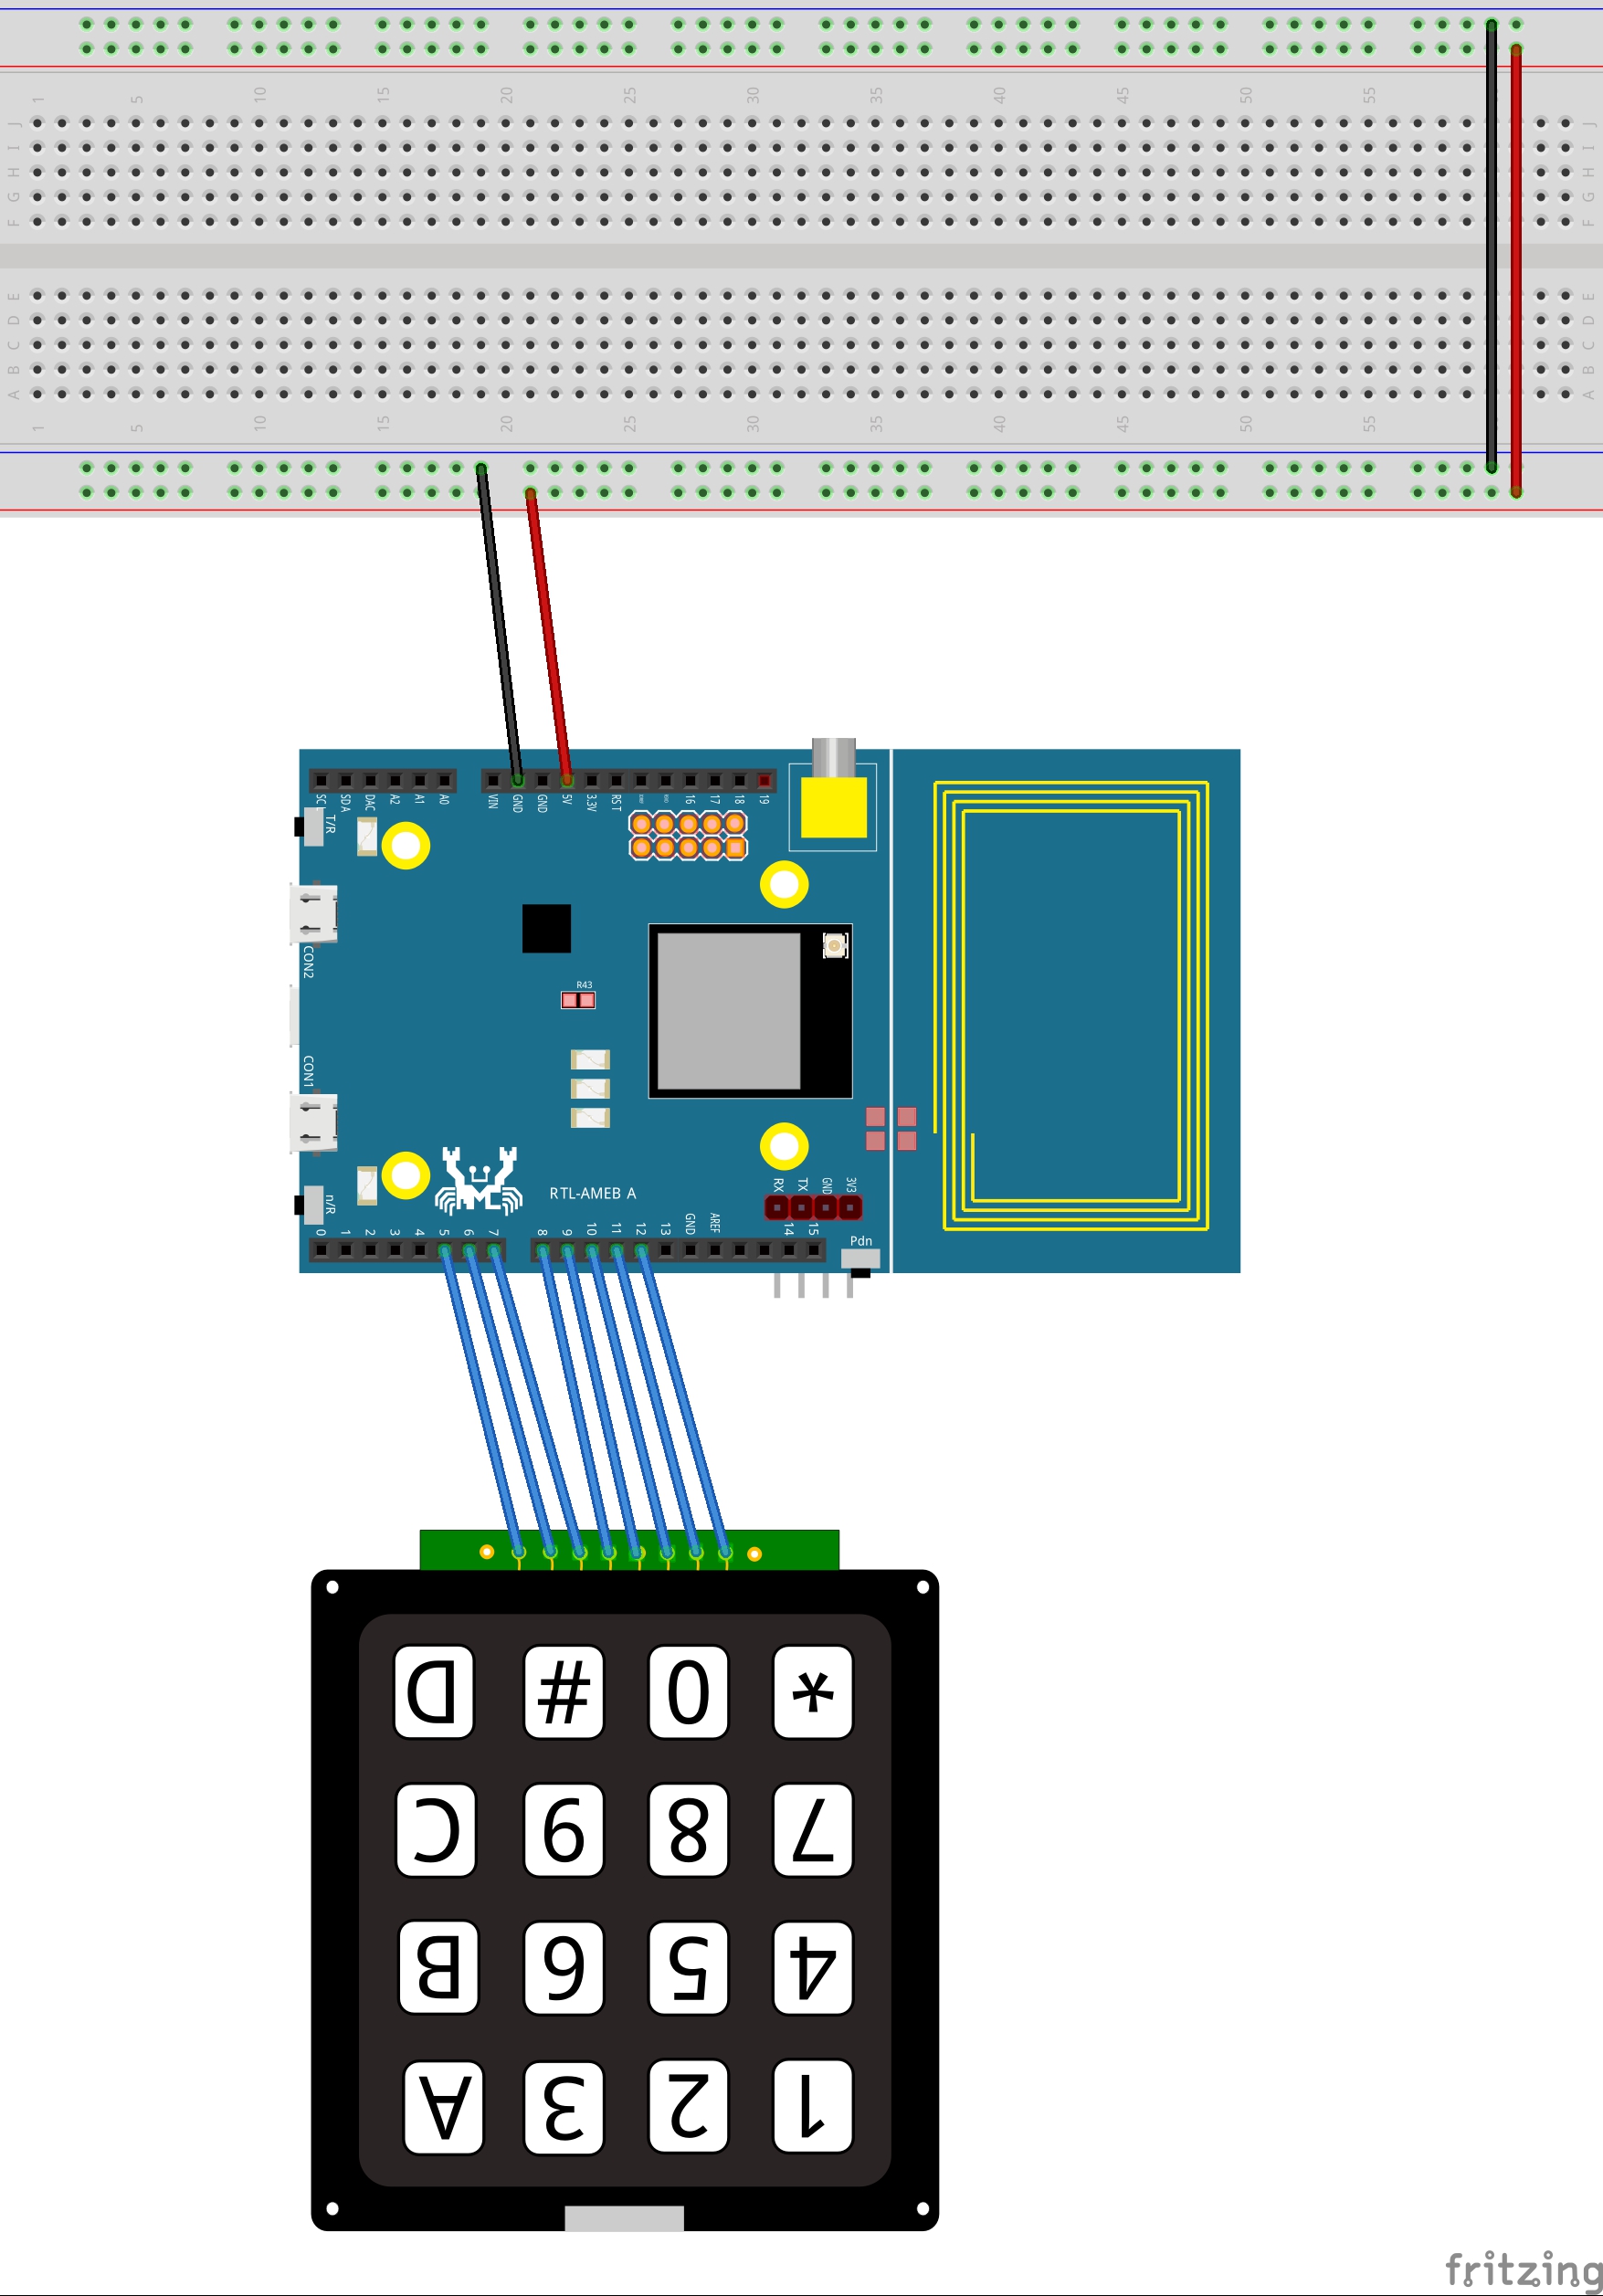 1 5 10 15 20 25 30 35 40 45 50 55
J J
I I
H H
G G
F F
E E
D D
C C
B B
A A
1 5 10 15 20 25 30 35 40 45 50 55
SDA DAC A2 A1 A0 VIN GND GND 5V 3.3V RST 16 17 18 19
T/R
CON2
R43
CON1
RTL-AMEB A
RX TX GND 3V3
n/R
0 1 2 3 4 5 6 7 8 9 10 11 12 13 GND AREF 14 15
Pdn
D # 0 *
C 9 8 7
B 6 5 4
A 3 2 1
fritzing